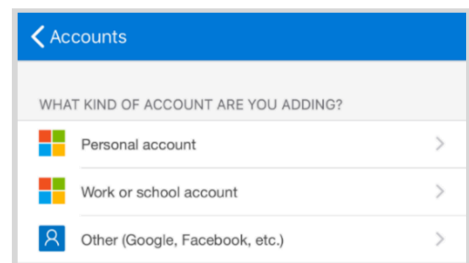 Accounts
WHAT KIND OF ACCOUNT ARE YOU ADDING?
Personal account
Work or school account
Other (Google, Facebook, etc.)